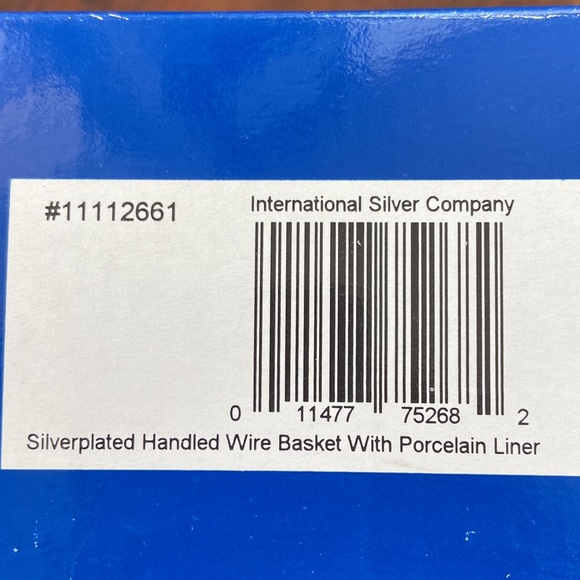 #11112661
International Silver Company
0 11477 75268 2
Silverplated Handled Wire Basket With Porcelain Liner